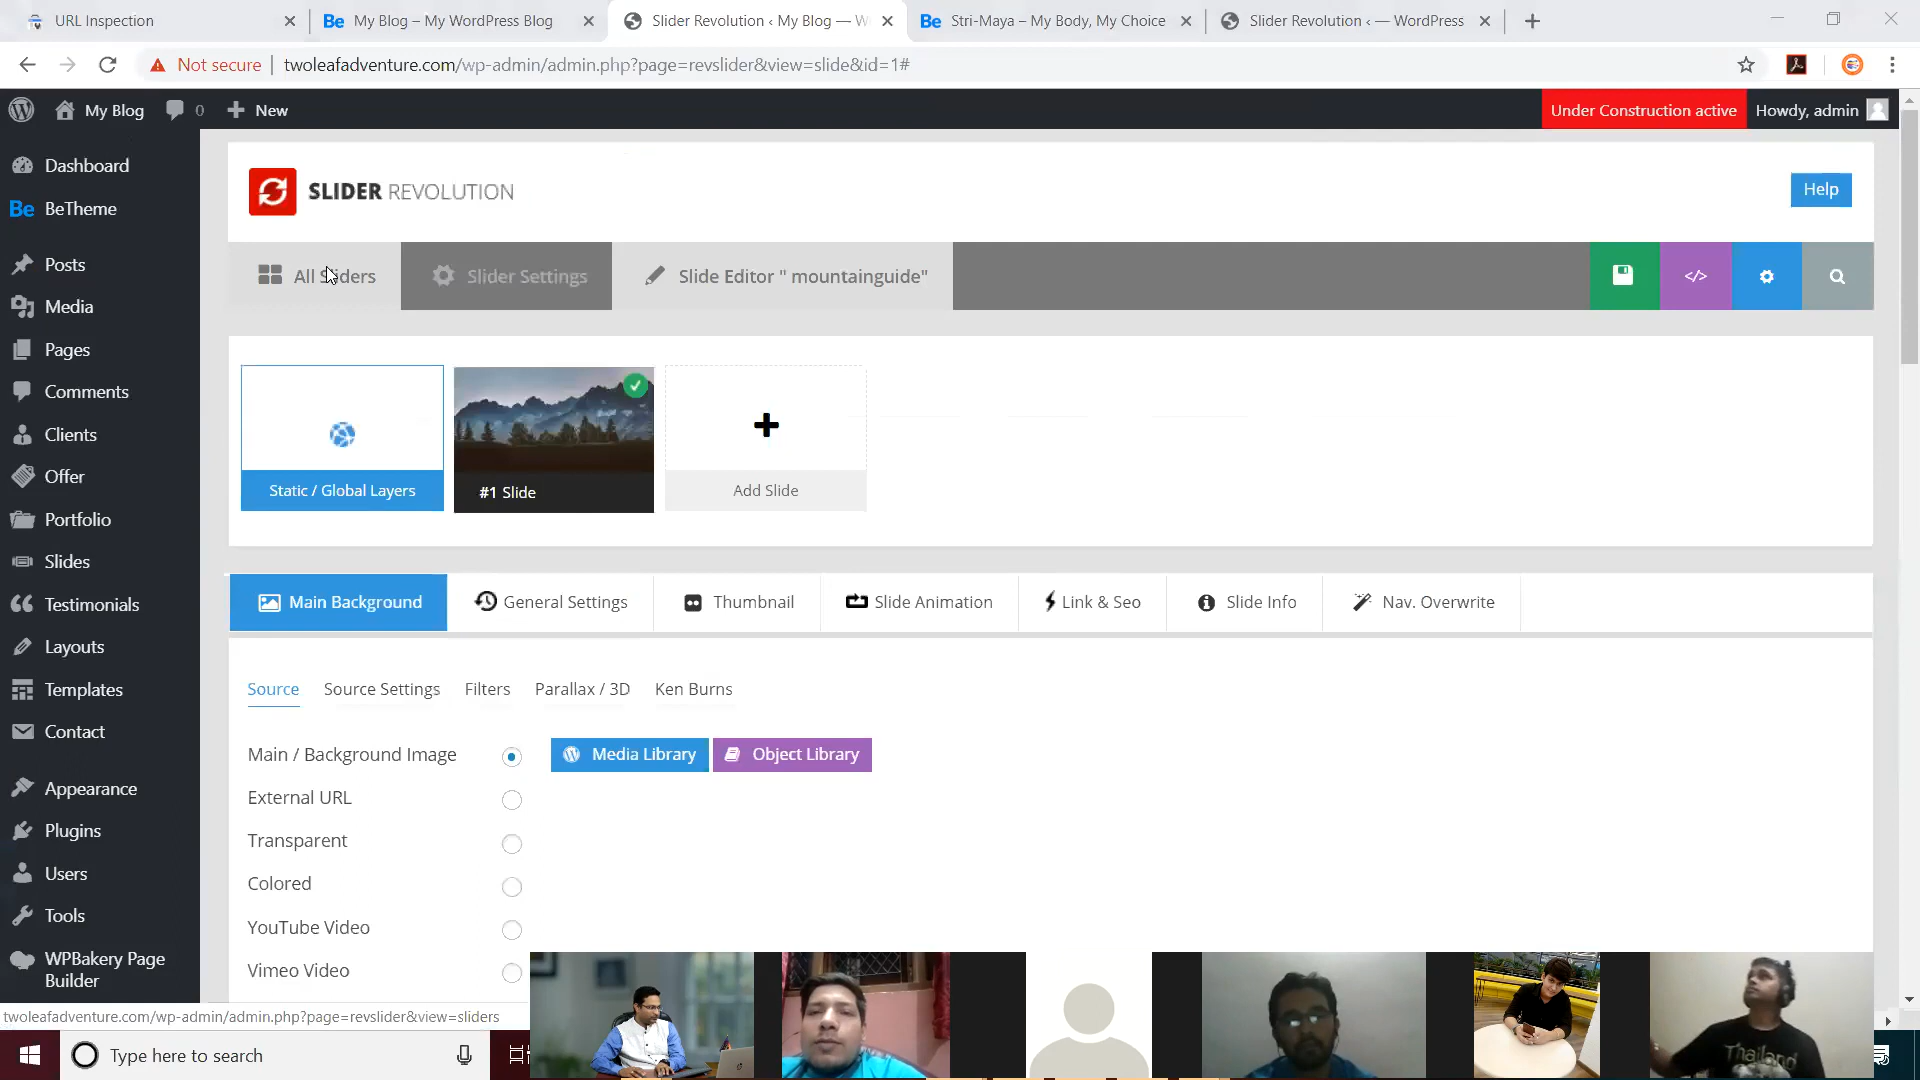 URL Inspection
My Blog – My WordPress Blog
Slider Revolution ‹ My Blog — W
Stri-Maya – My Body, My Choice
Slider Revolution ‹ — WordPress
Not secure
twoleafadventure.com/wp-admin/admin.php?page=revslider&view=slide&id=1#
My Blog
0
New
Under Construction active
Howdy, admin
Dashboard
BeTheme
Posts
Media
Pages
Comments
Clients
Offer
Portfolio
Slides
Testimonials
Layouts
Templates
Contact
Appearance
Plugins
Users
Tools
WPBakery Page
Builder
SLIDER REVOLUTION
Help
All Sliders
Slider Settings
Slide Editor " mountainguide"
Static / Global Layers
#1 Slide
Add Slide
Main Background
General Settings
Thumbnail
Slide Animation
Link & Seo
Slide Info
Nav. Overwrite
Source
Source Settings
Filters
Parallax / 3D
Ken Burns
Main / Background Image
Media Library
Object Library
External URL
Transparent
Colored
YouTube Video
Vimeo Video
twoleafadventure.com/wp-admin/admin.php?page=revslider&view=sliders
Type here to search
Thailand